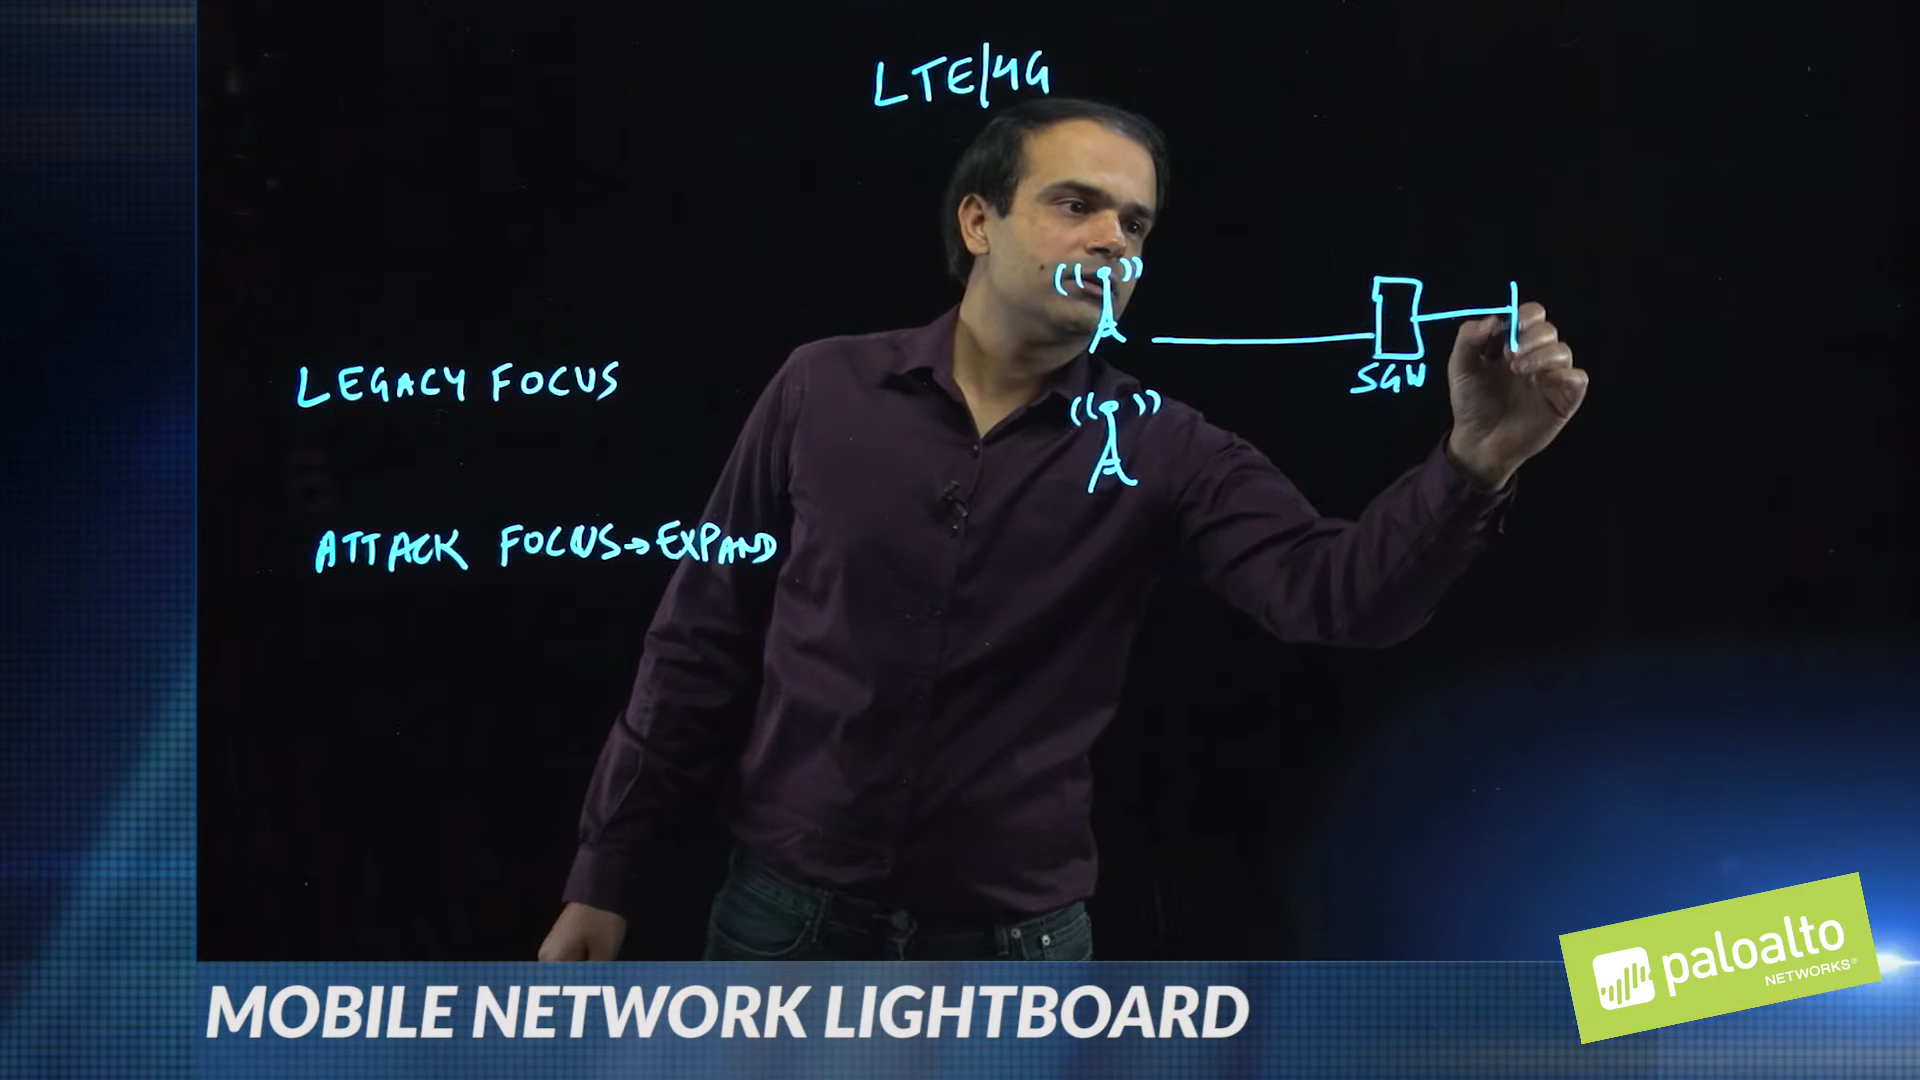 LTE/4G
LEGACY FOCUS
SGW
ATTACK FOCUS→EXPAND
MOBILE NETWORK LIGHTBOARD
paloalto
NETWORKS®